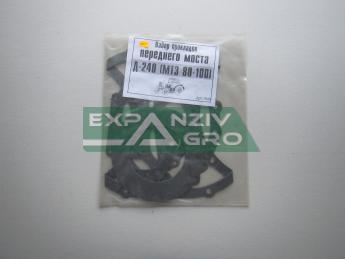 Набор прокладок
переднего моста
Д-240 (МТЗ 80-100)
EXPANZIV
AGRO